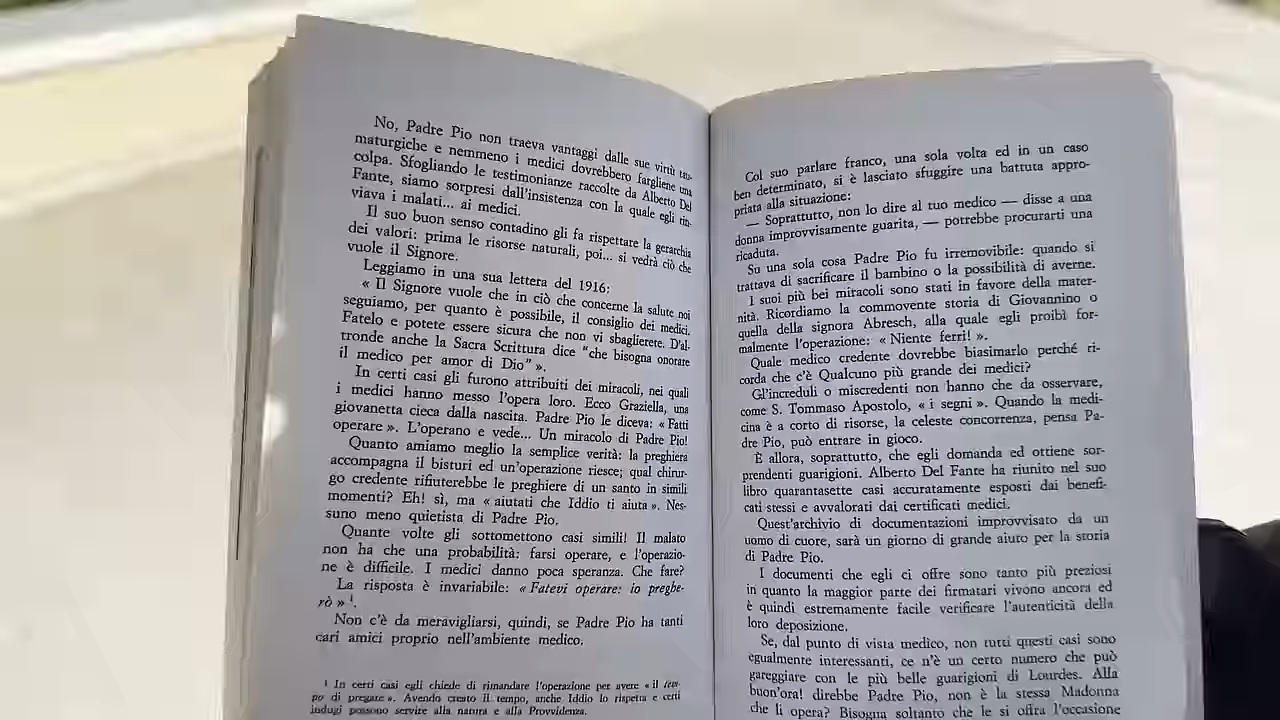 No, Padre Pio non traeva vantaggi dalle sue virtù tau-
maturgiche e nemmeno i medici dovrebbero fargliene una
colpa. Sfogliando le testimonianze raccolte da Alberto Del
Fante, siamo sorpresi dall'insistenza con la quale egli rin-
viava i malati... ai medici.
Il suo buon senso contadino gli fa rispettare la gerarchia
dei valori: prima le risorse naturali, poi... si vedrà ciò che
vuole il Signore.
Leggiamo in una sua lettera del 1916:
« Il Signore vuole che in ciò che concerne la salute noi
seguiamo, per quanto è possibile, il consiglio dei medici.
Fatelo e potete essere sicura che non vi sbaglierete. D'al-
tronde anche la Sacra Scrittura dice "che bisogna onorare
il medico per amor di Dio" ».
In certi casi gli furono attribuiti dei miracoli, nei quali
i medici hanno messo l'opera loro. Ecco Graziella, una
giovanetta cieca dalla nascita. Padre Pio le diceva: « Fatti
operare ». L'operano e vede... Un miracolo di Padre Pio!
Quanto amiamo meglio la semplice verità: la preghiera
accompagna il bisturi ed un'operazione riesce; qual chirur-
go credente rifiuterebbe le preghiere di un santo in simili
momenti? Eh! sì, ma « aiutati che Iddio ti aiuta ». Nes-
suno meno quietista di Padre Pio.
Quante volte gli sottomettono casi simili! Il malato
non ha che una probabilità: farsi operare, e l'operazio-
ne è difficile. I medici danno poca speranza. Che fare?
La risposta è invariabile: « Fatevi operare: io preghe-
rò » ¹.
Non c'è da meravigliarsi, quindi, se Padre Pio ha tanti
cari amici proprio nell'ambiente medico.
¹ In certi casi egli chiede di rimandare l'operazione per avere « il tem-
po di pregare ». Avendo creato il tempo, anche Iddio lo rispetta e certi
indugi possono servire alla natura e alla Provvidenza.
Col suo parlare franco, una sola volta ed in un caso
ben determinato, si è lasciato sfuggire una battuta appro-
priata alla situazione:
— Soprattutto, non lo dire al tuo medico — disse a una
donna improvvisamente guarita, — potrebbe procurarti una
ricaduta.
Su una sola cosa Padre Pio fu irremovibile: quando si
trattava di sacrificare il bambino o la possibilità di averne.
I suoi più bei miracoli sono stati in favore della mater-
nità. Ricordiamo la commovente storia di Giovannino o
quella della signora Abresch, alla quale egli proibì for-
malmente l'operazione: « Niente ferri! ».
Quale medico credente dovrebbe biasimarlo perché ri-
corda che c'è Qualcuno più grande dei medici?
Gl'increduli o miscredenti non hanno che da osservare,
come S. Tommaso Apostolo, « i segni ». Quando la medi-
cina è a corto di risorse, la celeste concorrenza, pensa Pa-
dre Pio, può entrare in gioco.
È allora, soprattutto, che egli domanda ed ottiene sor-
prendenti guarigioni. Alberto Del Fante ha riunito nel suo
libro quarantasette casi accuratamente esposti dai benefi-
cati stessi e avvalorati dai certificati medici.
Quest'archivio di documentazioni improvvisato da un
uomo di cuore, sarà un giorno di grande aiuto per la storia
di Padre Pio.
I documenti che egli ci offre sono tanto più preziosi
in quanto la maggior parte dei firmatari vivono ancora ed
è quindi estremamente facile verificare l'autenticità della
loro deposizione.
Se, dal punto di vista medico, non tutti questi casi sono
egualmente interessanti, ce n'è un certo numero che può
gareggiare con le più belle guarigioni di Lourdes. Alla
buon'ora! direbbe Padre Pio, non è la stessa Madonna
che li opera? Bisogna soltanto che le si offra l'occasione